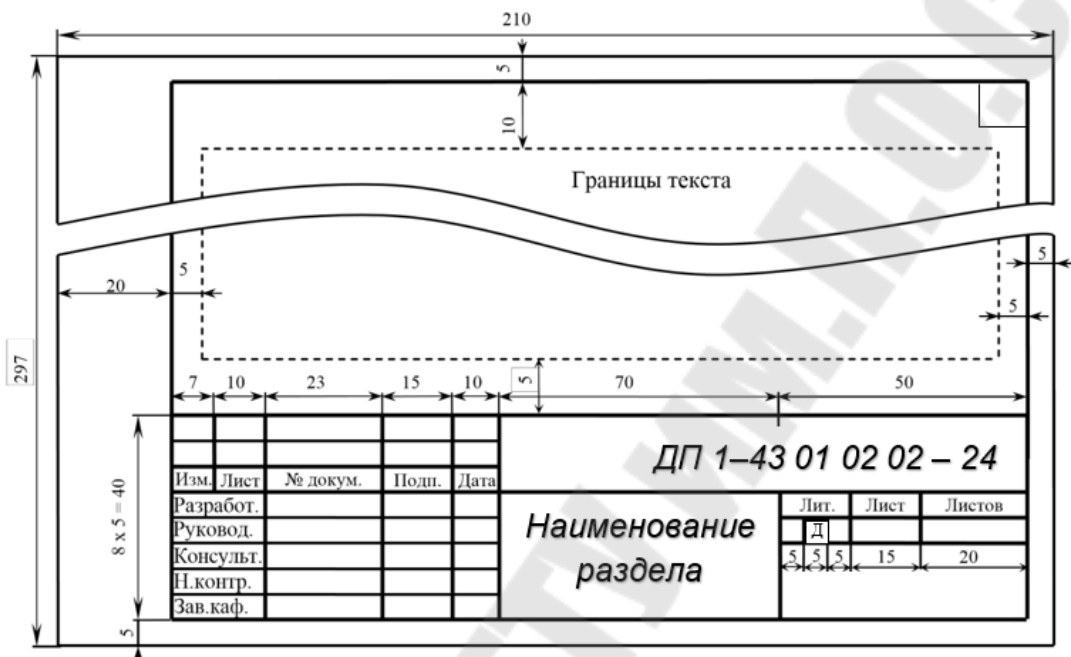 210
5
10
Границы текста
5
20
5
5
297
7 10 23 15 10 5 70 50
ДП 1–43 01 02 02 – 24
Изм. Лист № докум. Подп. Дата
8 x 5 = 40
Разработ.
Руковод.
Консульт.
Н.контр.
Зав.каф.
Наименование
раздела
Лит. Лист Листов
Д
5 5 5 15 20
5